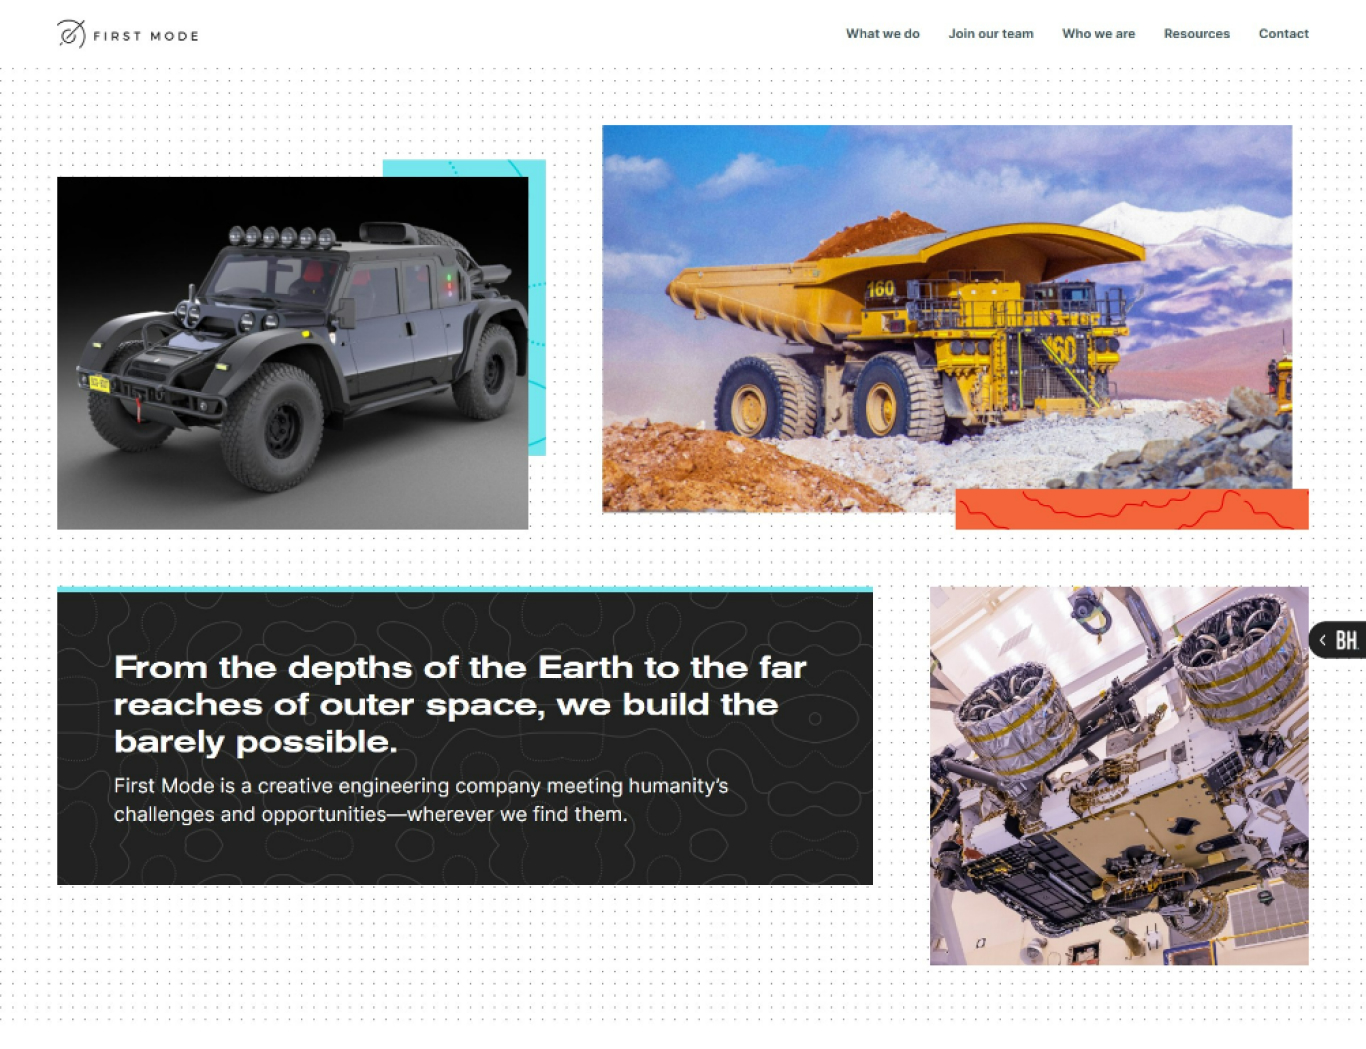 FIRST MODE
What we do
Join our team
Who we are
Resources
Contact
160
60
BH.
From the depths of the Earth to the far
reaches of outer space, we build the
barely possible.
First Mode is a creative engineering company meeting humanity’s
challenges and opportunities—wherever we find them.